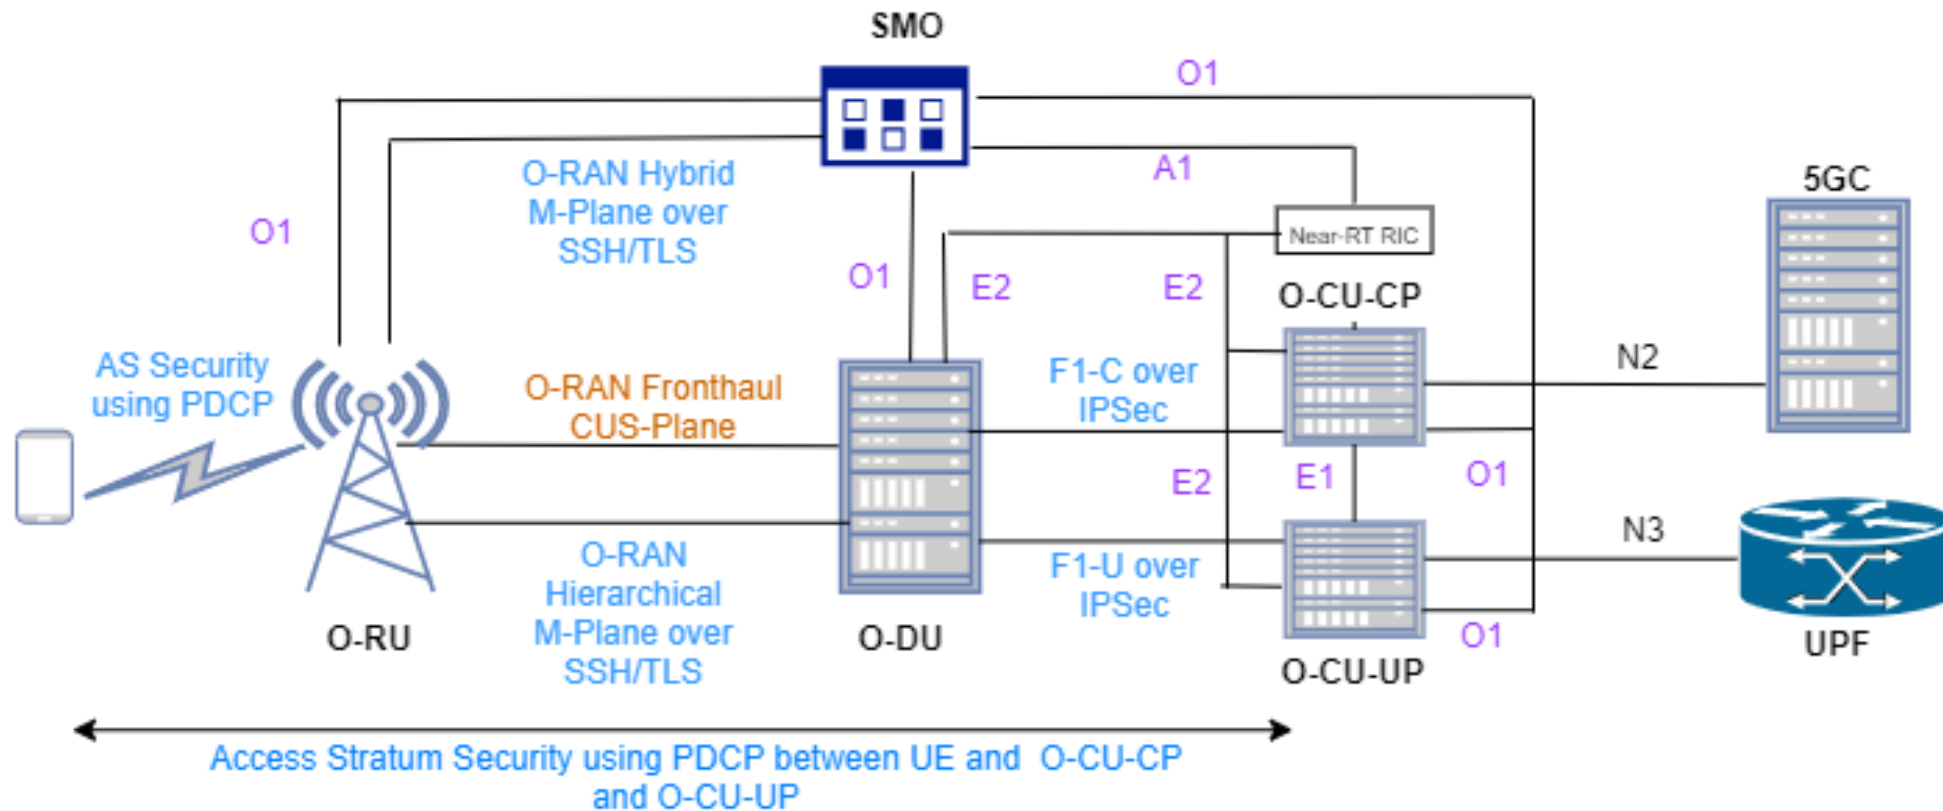 SMO
O1
A1
O-RAN Hybrid
M-Plane over
SSH/TLS
5GC
O1
Near-RT RIC
O1
E2
E2
O-CU-CP
AS Security
using PDCP
O-RAN Fronthaul
CUS-Plane
F1-C over
IPSec
N2
E2
E1
O1
O-RAN
Hierarchical
M-Plane over
SSH/TLS
F1-U over
IPSec
N3
O-RU
O-DU
O1
O-CU-UP
UPF
Access Stratum Security using PDCP between UE and O-CU-CP
and O-CU-UP